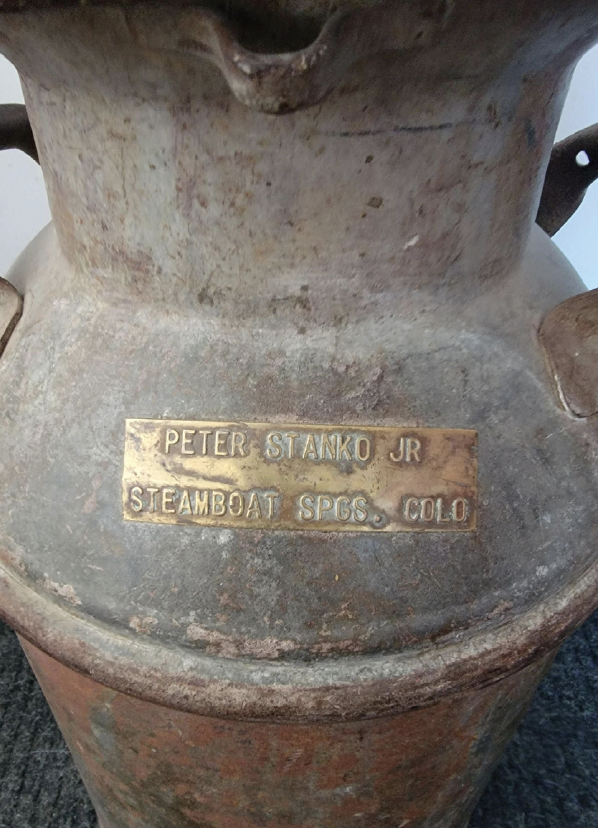 PETER STANKO JR
STEAMBOAT SPGS, COLO